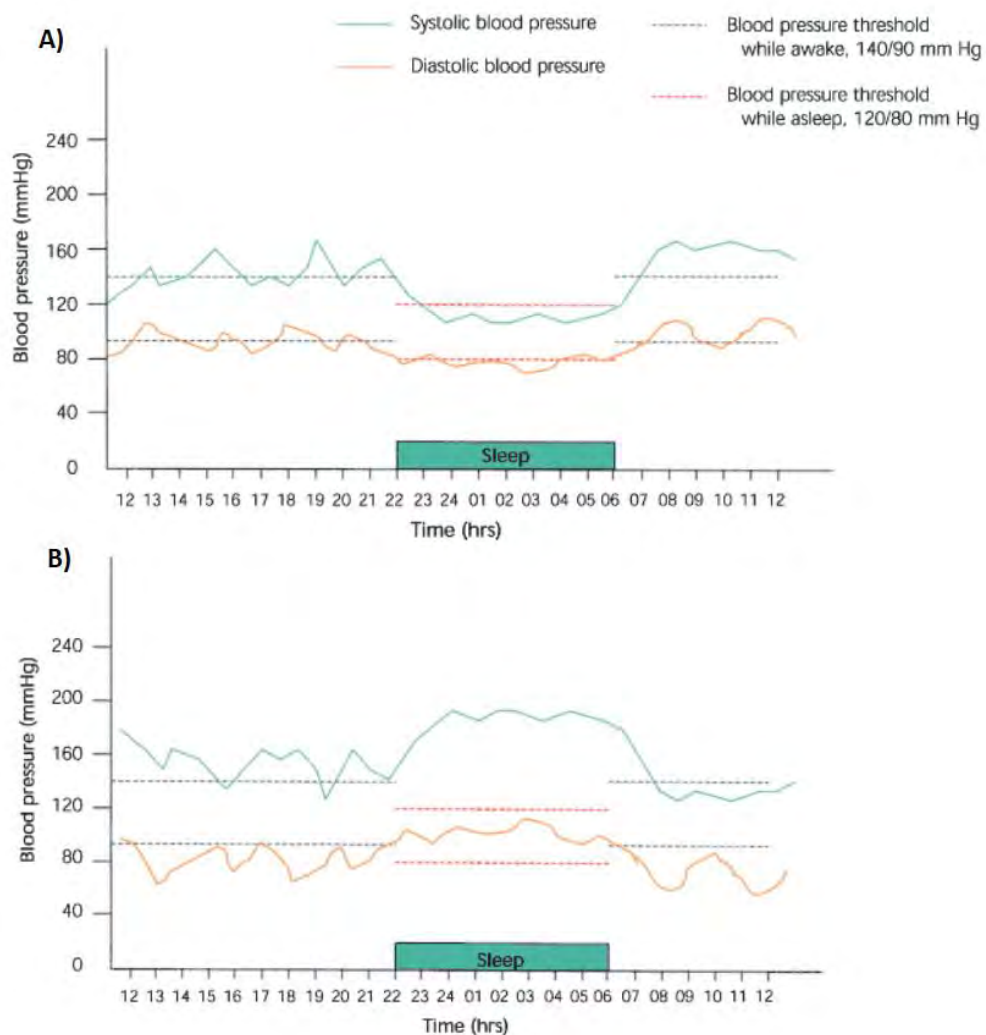 A)
Systolic blood pressure
Diastolic blood pressure
Blood pressure threshold
while awake, 140/90 mm Hg
Blood pressure threshold
while asleep, 120/80 mm Hg
Blood pressure (mmHg)
240
200
160
120
80
40
0
Sleep
12 13 14 15 16 17 18 19 20 21 22 23 24 01 02 03 04 05 06 07 08 09 10 11 12
Time (hrs)
B)
Blood pressure (mmHg)
240
200
160
120
80
40
0
Sleep
12 13 14 15 16 17 18 19 20 21 22 23 24 01 02 03 04 05 06 07 08 09 10 11 12
Time (hrs)